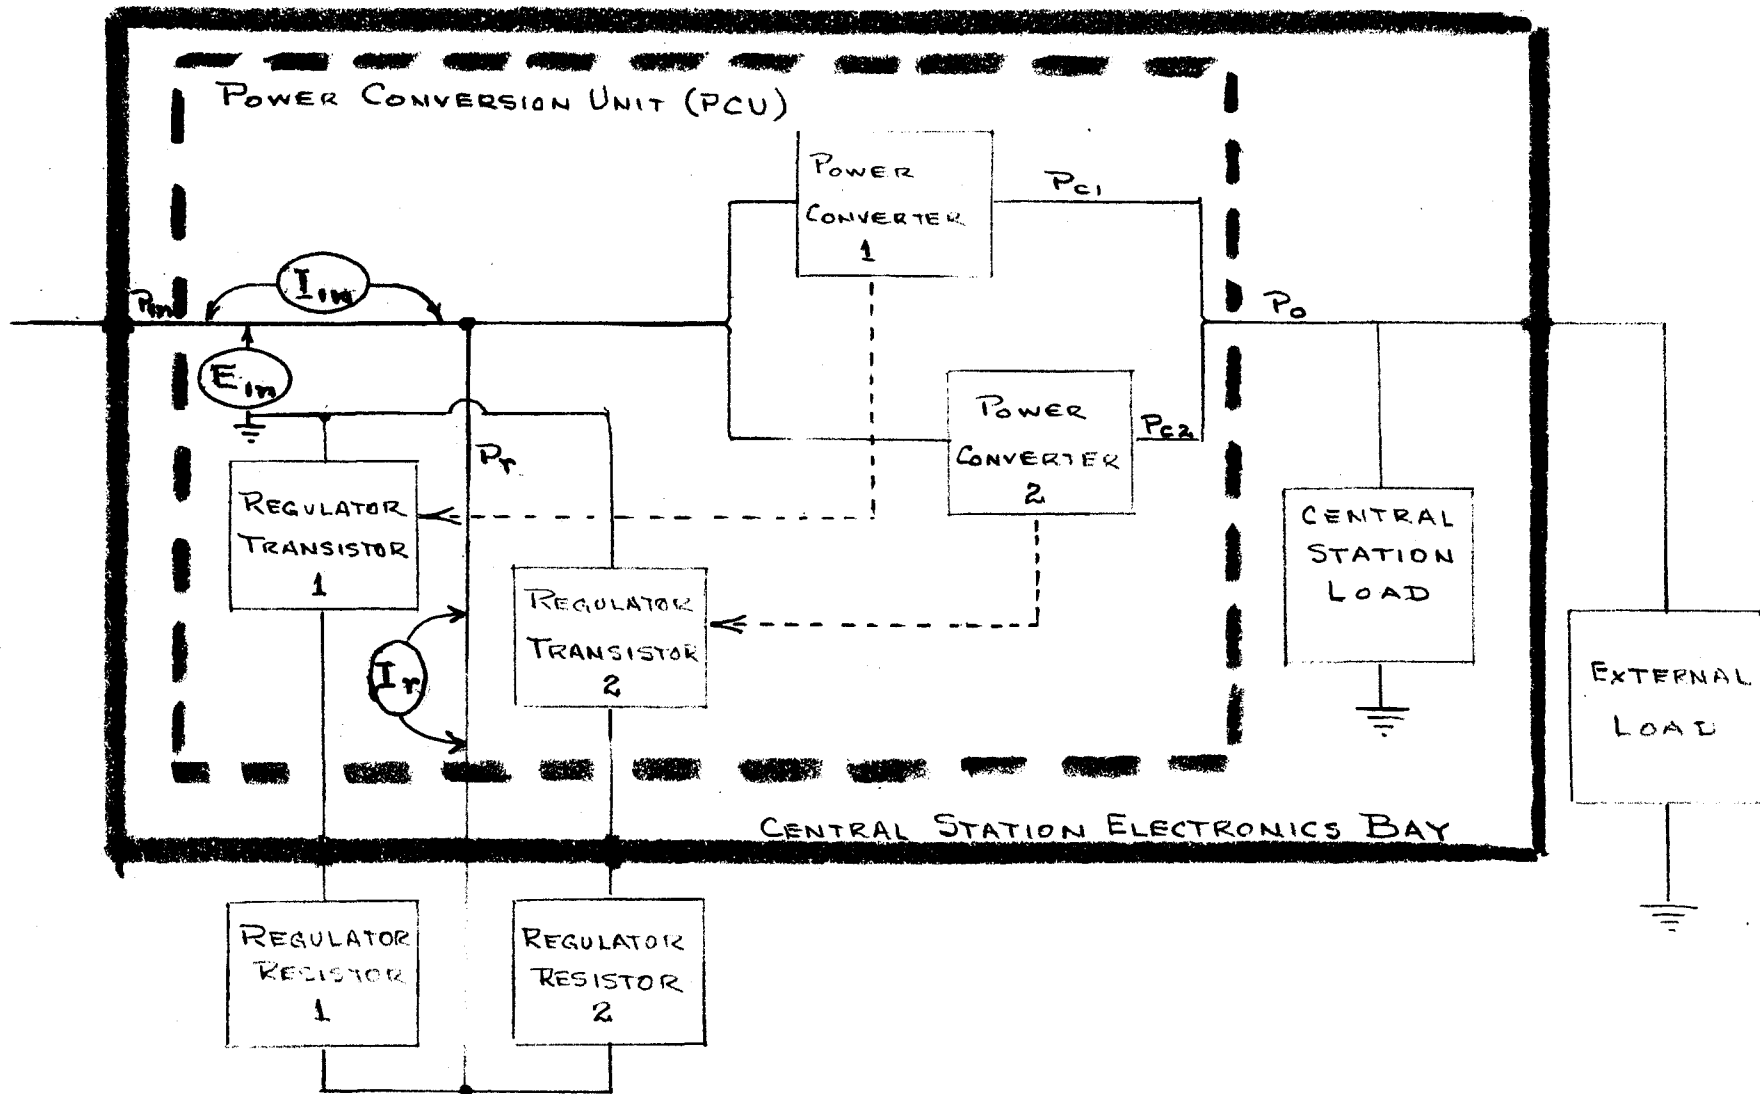 POWER CONVERSION UNIT (PCU)
POWER
CONVERTER
1
Pc1
Iin
Pin
Po
Ein
POWER
CONVERTER
2
Pc2
Pr
REGULATOR
TRANSISTOR
1
CENTRAL
STATION
LOAD
REGULATOR
TRANSISTOR
2
Ir
EXTERNAL
LOAD
CENTRAL STATION ELECTRONICS BAY
REGULATOR
RESISTOR
1
REGULATOR
RESISTOR
2